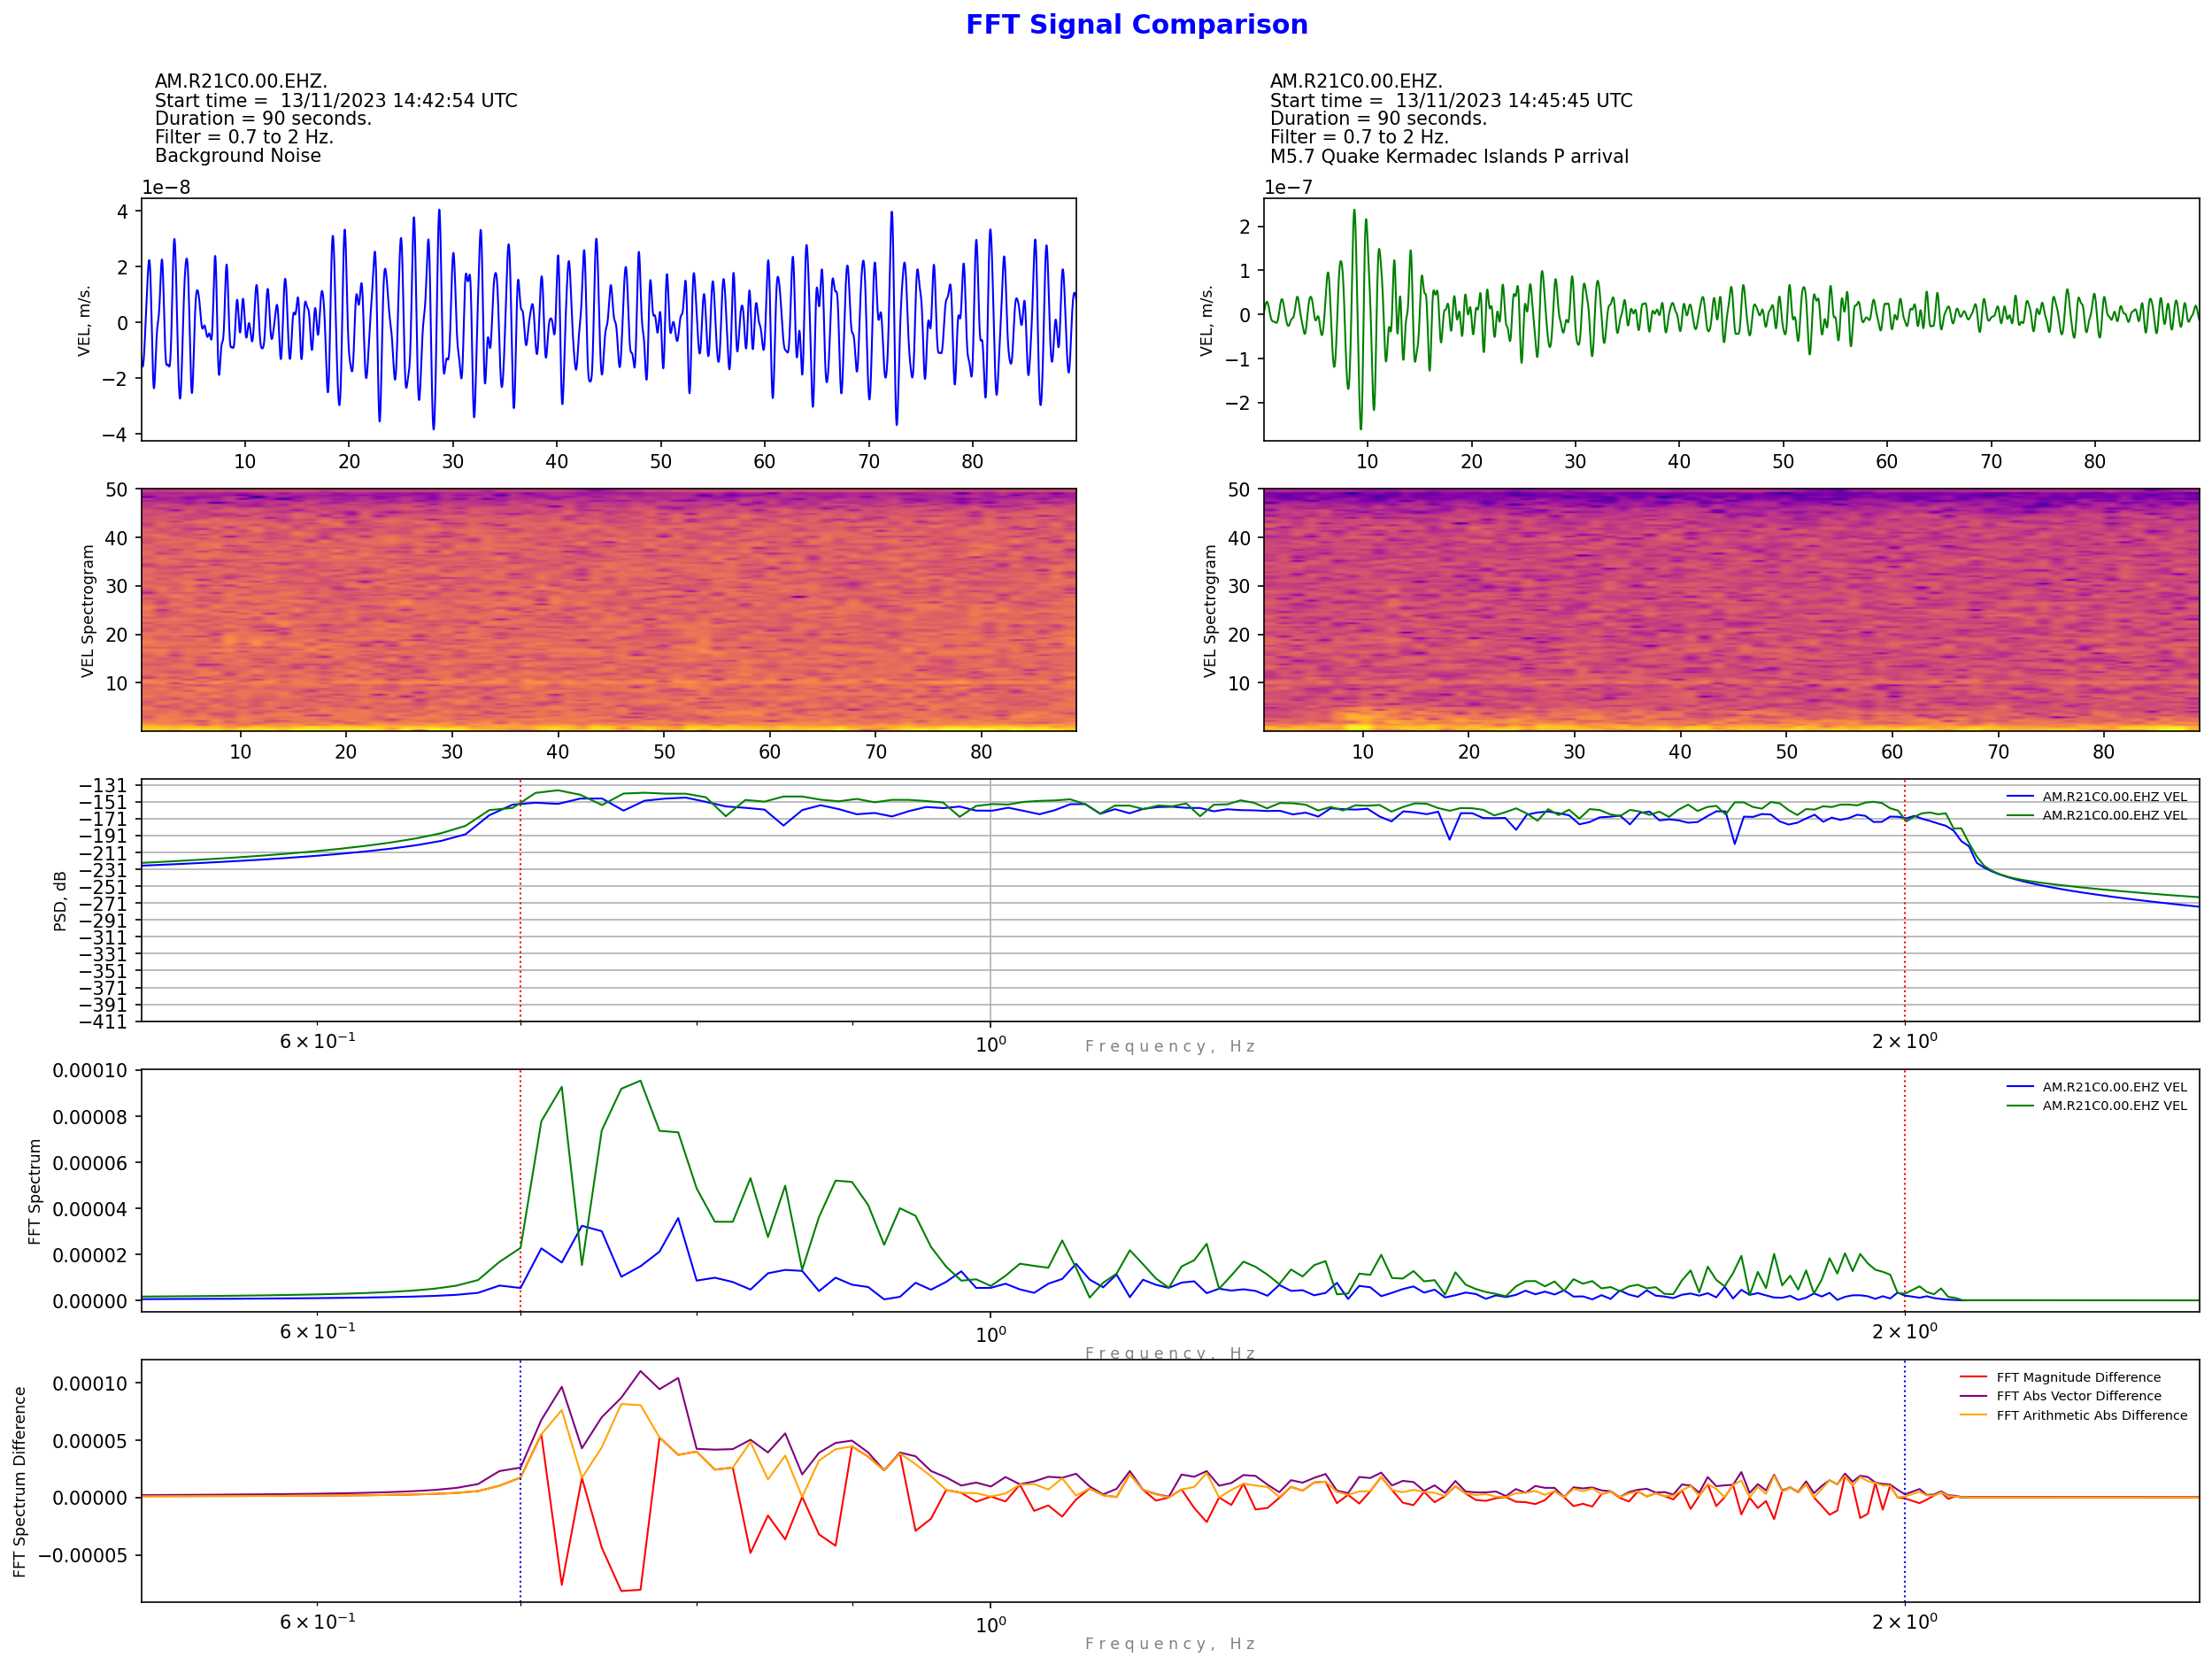 FFT Signal Comparison
AM.R21C0.00.EHZ.
Start time =  13/11/2023 14:42:54 UTC
Duration = 90 seconds.
Filter = 0.7 to 2 Hz.
Background Noise
AM.R21C0.00.EHZ.
Start time =  13/11/2023 14:45:45 UTC
Duration = 90 seconds.
Filter = 0.7 to 2 Hz.
M5.7 Quake Kermadec Islands P arrival
1e−8
VEL, m/s.
4
2
0
−2
−4
10 20 30 40 50 60 70 80
1e−7
VEL, m/s.
2
1
0
−1
−2
10 20 30 40 50 60 70 80
VEL Spectrogram
50
40
30
20
10
10 20 30 40 50 60 70 80
VEL Spectrogram
50
40
30
20
10
10 20 30 40 50 60 70 80
PSD, dB
−131
−151
−171
−191
−211
−231
−251
−271
−291
−311
−331
−351
−371
−391
−411
AM.R21C0.00.EHZ VEL
AM.R21C0.00.EHZ VEL
6 × 10⁻¹ 10⁰ 2 × 10⁰
Frequency, Hz
FFT Spectrum
0.00010
0.00008
0.00006
0.00004
0.00002
0.00000
AM.R21C0.00.EHZ VEL
AM.R21C0.00.EHZ VEL
6 × 10⁻¹ 10⁰ 2 × 10⁰
Frequency, Hz
FFT Spectrum Difference
0.00010
0.00005
0.00000
−0.00005
FFT Magnitude Difference
FFT Abs Vector Difference
FFT Arithmetic Abs Difference
6 × 10⁻¹ 10⁰ 2 × 10⁰
Frequency, Hz